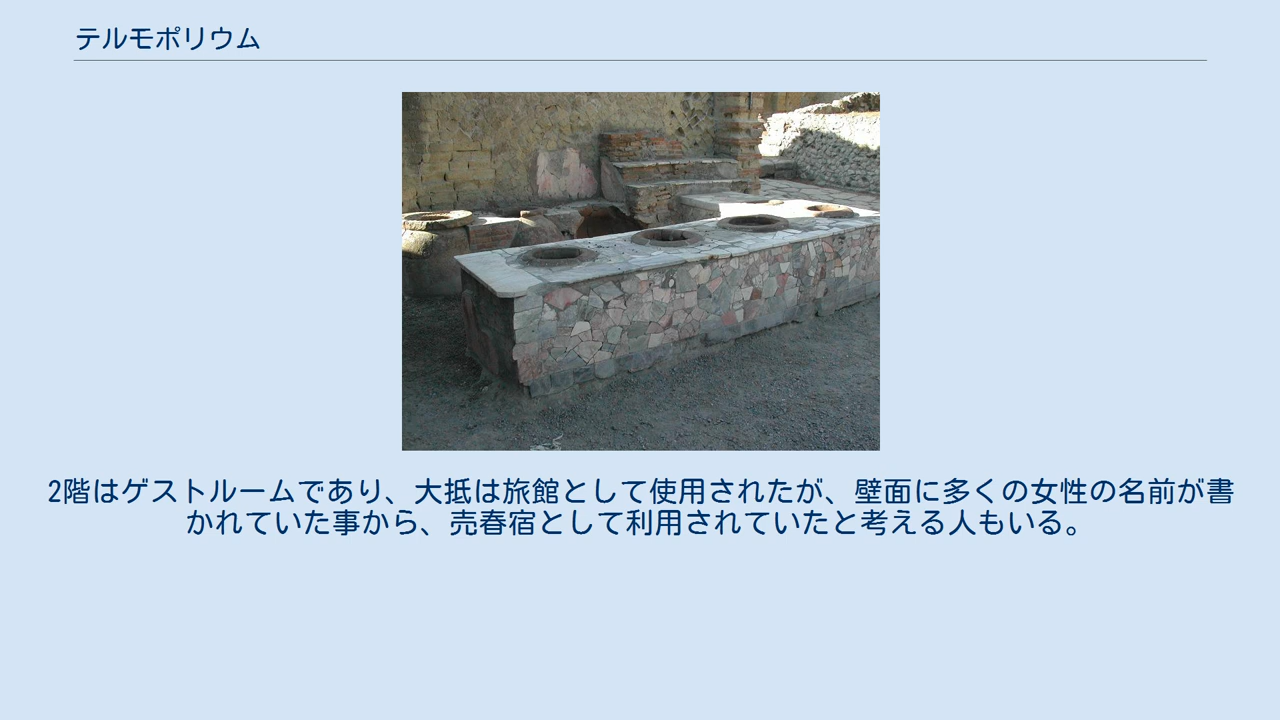 テルモポリウム
2階はゲストルームであり、大抵は旅館として使用されたが、壁面に多くの女性の名前が書
かれていた事から、売春宿として利用されていたと考える人もいる。